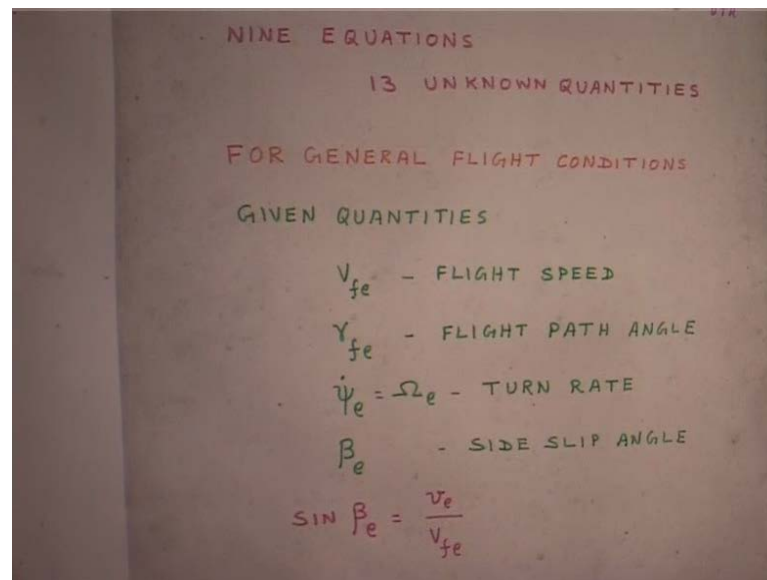 NINE EQUATIONS
13 UNKNOWN QUANTITIES
FOR GENERAL FLIGHT CONDITIONS
GIVEN QUANTITIES
V_fe - FLIGHT SPEED
γ_fe - FLIGHT PATH ANGLE
ψ̇_e = Ω_e - TURN RATE
β_e - SIDE SLIP ANGLE
SIN β_e = v_e / V_fe